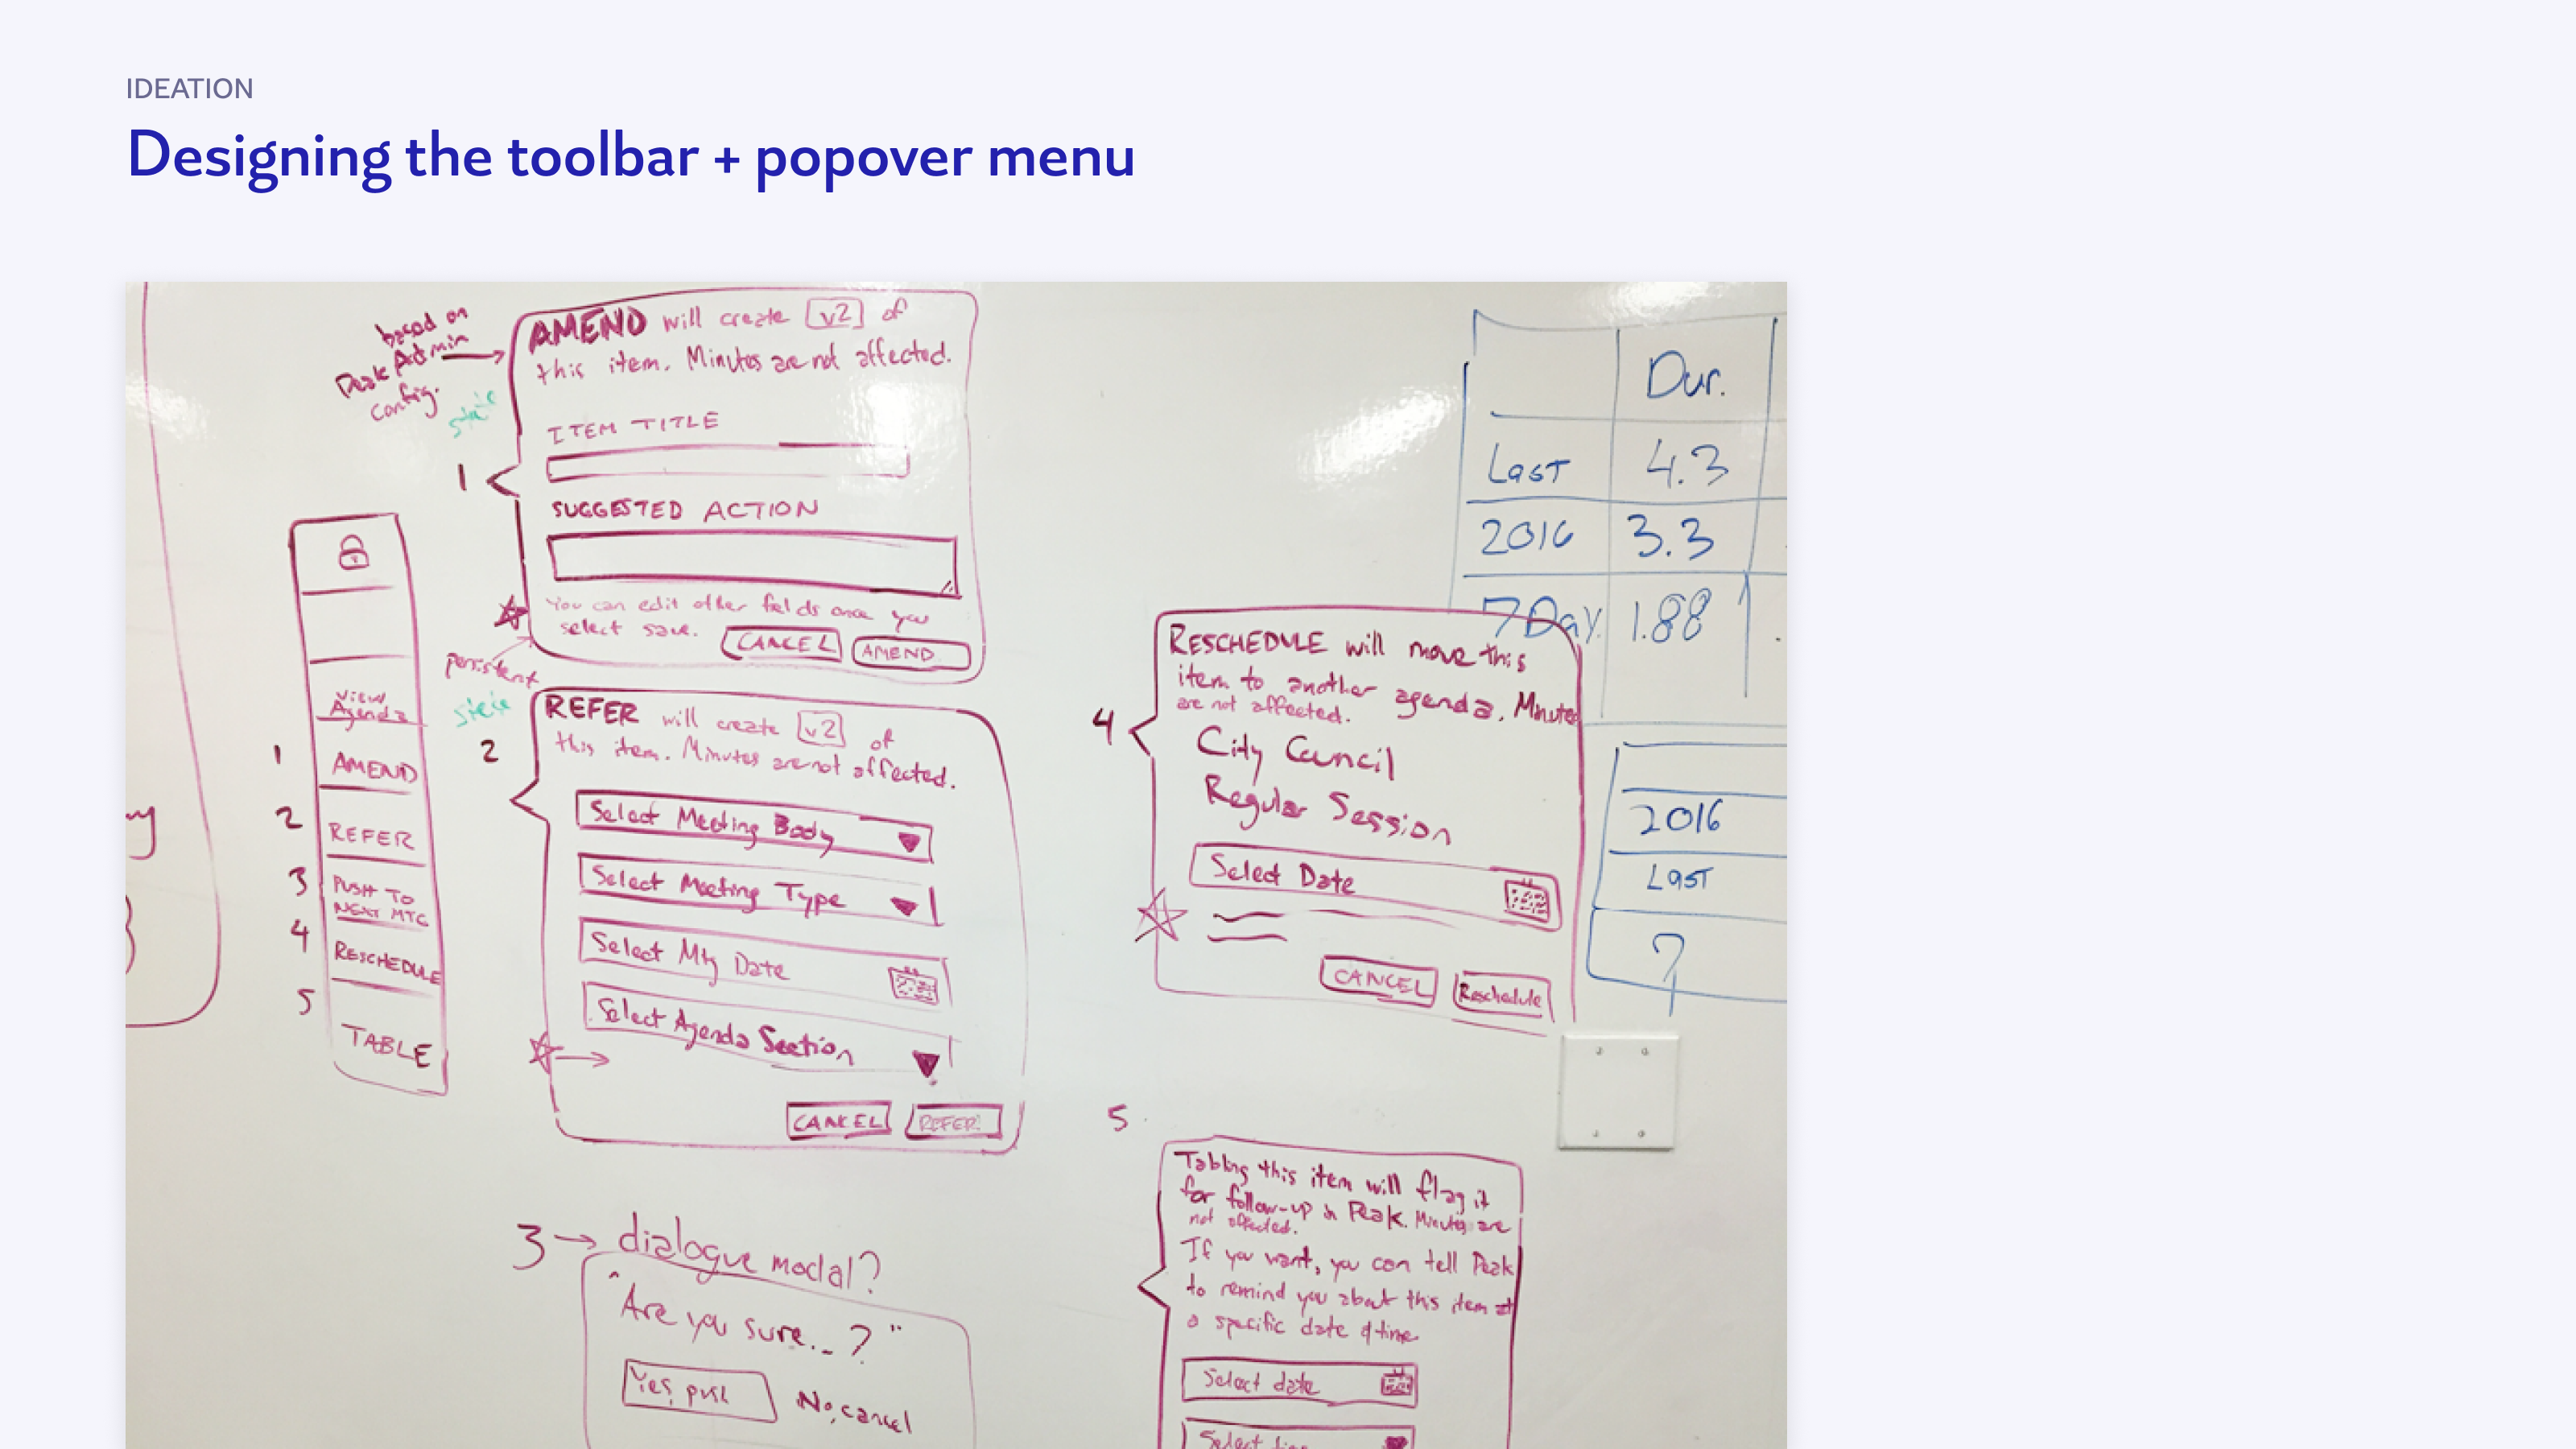 IDEATION
Designing the toolbar + popover menu
based on
Peak Admin
config.
state
1
AMEND will create v2 of
this item. Minutes are not affected.
ITEM TITLE
SUGGESTED ACTION
You can edit other fields once you
select save.
CANCEL AMEND
persistent
VIEW
Agenda
1 AMEND
2 REFER
3 PUSH TO
NEXT MTG
4 RESCHEDULE
5 TABLE
2
REFER will create v2 of
this item. Minutes are not affected.
Select Meeting Body
Select Meeting Type
Select Mtg Date
Select Agenda Section
CANCEL REFER
3 → dialogue modal?
"Are you sure...?"
Yes, push No, cancel
4
RESCHEDULE will move this
item to another agenda. Minutes
are not affected.
City Council
Regular Session
Select Date
CANCEL Reschedule
5
Tabling this item will flag it
for follow-up in Peak. Minutes are
not affected.
If you want, you can tell Peak
to remind you about this item at
a specific date & time
Select date
Select
Dur.
Last 4.3
2016 3.3
7 Day 1.88
2016
Last
7